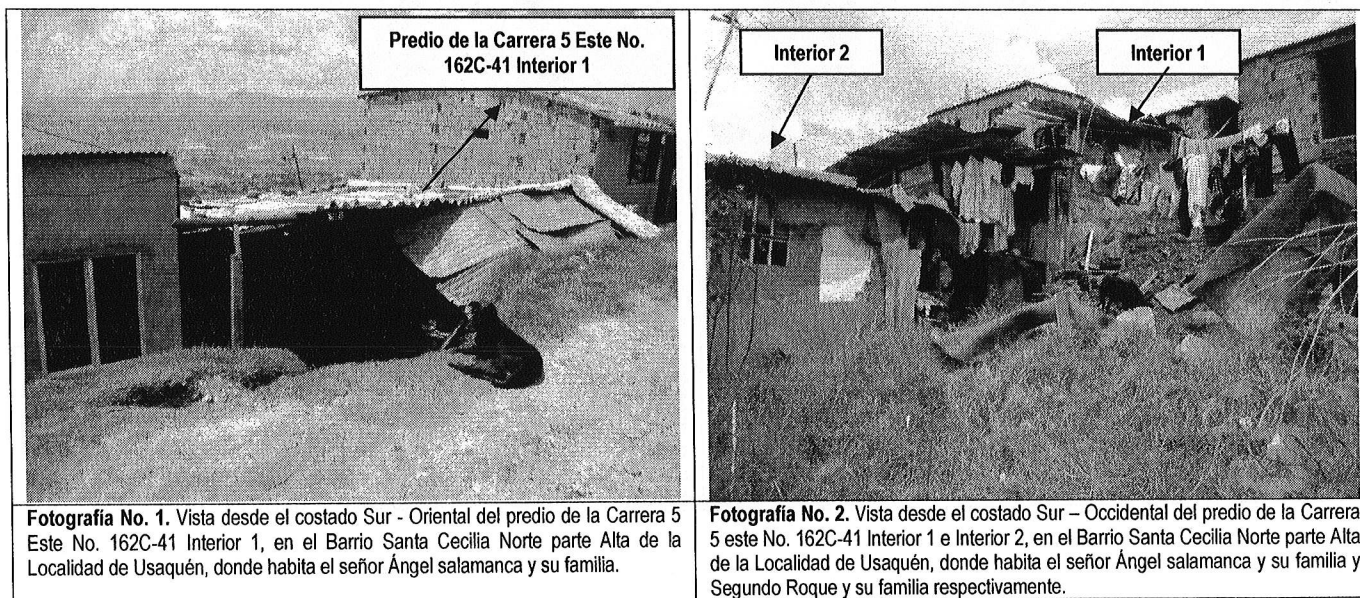 Predio de la Carrera 5 Este No.
162C-41 Interior 1
Interior 2
Interior 1
Fotografía No. 1. Vista desde el costado Sur - Oriental del predio de la Carrera 5
Este No. 162C-41 Interior 1, en el Barrio Santa Cecilia Norte parte Alta de la
Localidad de Usaquén, donde habita el señor Ángel salamanca y su familia.
Fotografía No. 2. Vista desde el costado Sur – Occidental del predio de la Carrera
5 este No. 162C-41 Interior 1 e Interior 2, en el Barrio Santa Cecilia Norte parte Alta
de la Localidad de Usaquén, donde habita el señor Ángel salamanca y su familia y
Segundo Roque y su familia respectivamente.